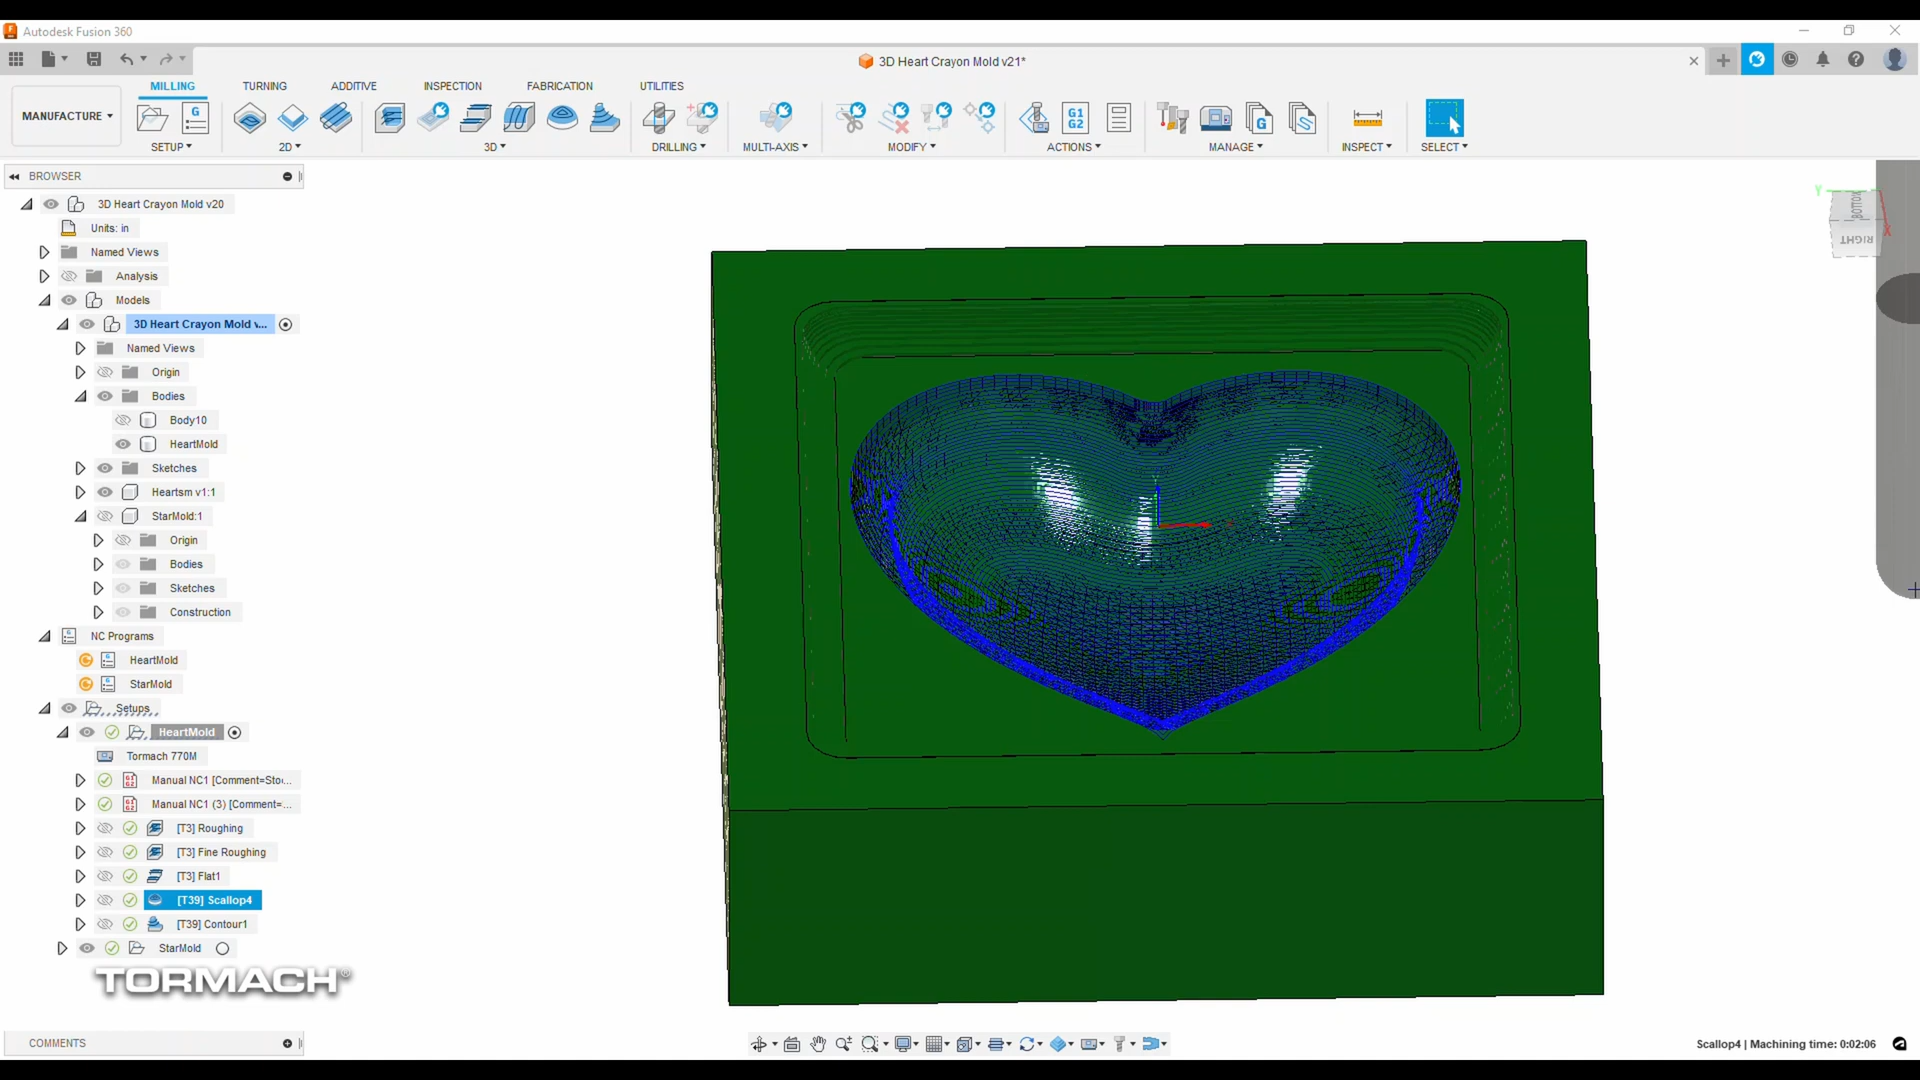 Autodesk Fusion 360
3D Heart Crayon Mold v21*
MILLING TURNING ADDITIVE INSPECTION FABRICATION UTILITIES
MANUFACTURE
G G1 G2 G S
SETUP 2D 3D DRILLING MULTI-AXIS MODIFY ACTIONS MANAGE INSPECT SELECT
BROWSER
3D Heart Crayon Mold v20
Units: in
Named Views
Analysis
Models
3D Heart Crayon Mold v...
Named Views
Origin
Bodies
Body10
HeartMold
Sketches
Heartsm v1:1
StarMold:1
Origin
Bodies
Sketches
Construction
NC Programs
HeartMold
StarMold
Setups
HeartMold
Tormach 770M
Manual NC1 [Comment=Sto...
Manual NC1 (3) [Comment=...
[T3] Roughing
[T3] Fine Roughing
[T3] Flat1
[T39] Scallop4
[T39] Contour1
StarMold
TORMACH®
COMMENTS
Y
BOTTOM
RIGHT
X
Scallop4 | Machining time: 0:02:06